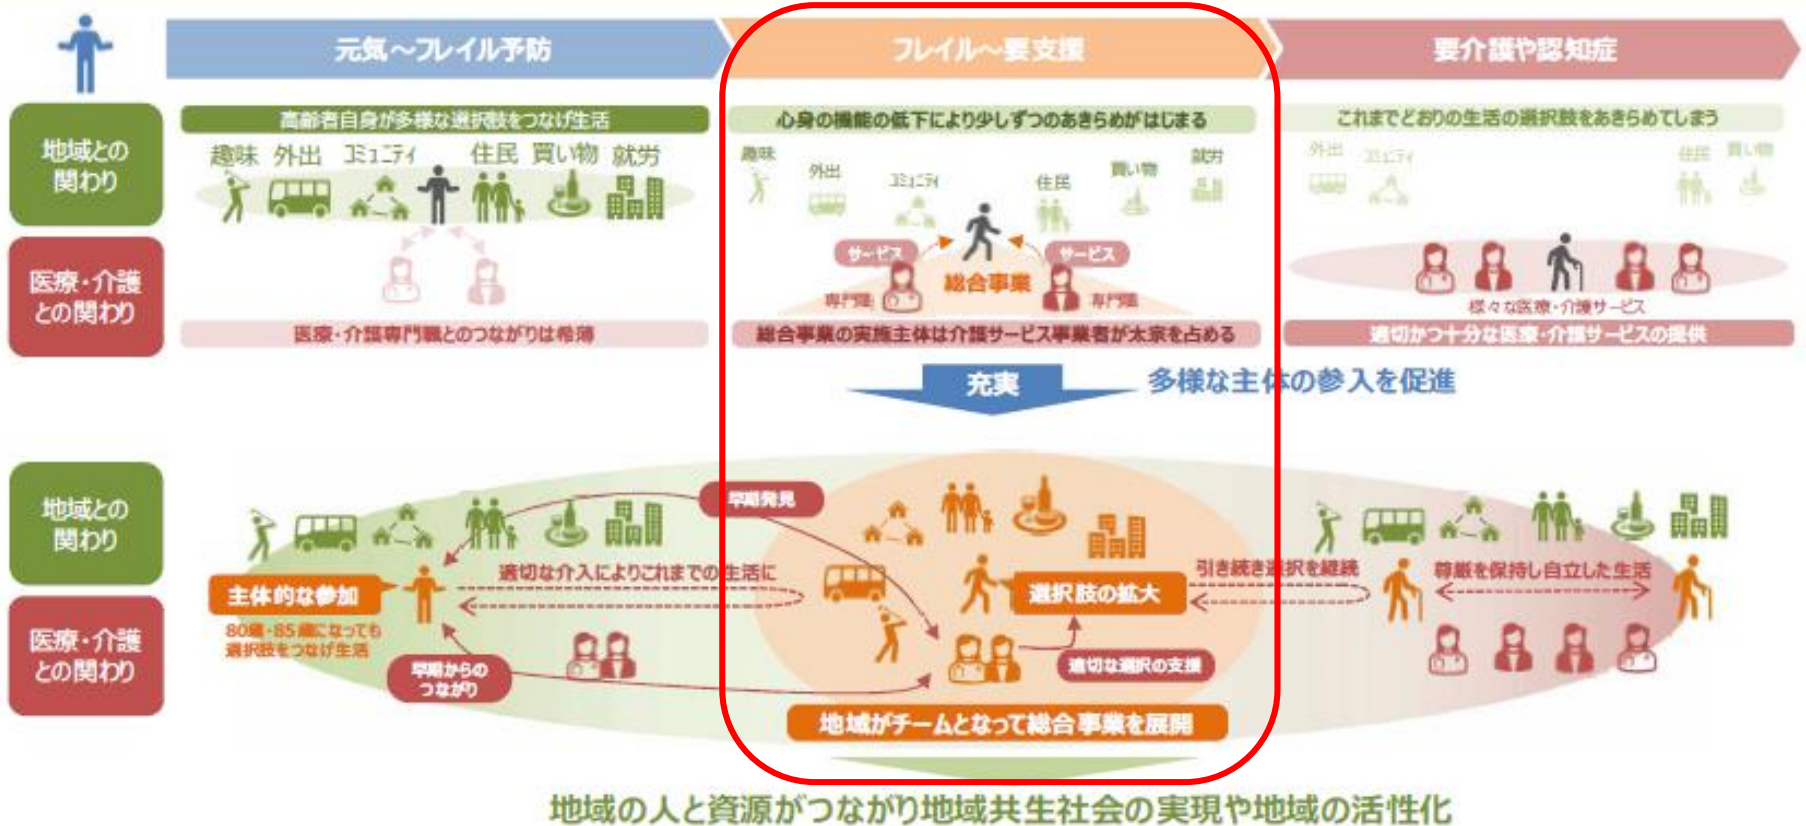 元気～フレイル予防
フレイル～要支援
要介護や認知症
地域との
関わり
高齢者自身が多様な選択肢をつなげ生活
心身の機能の低下により少しずつのあきらめがはじまる
これまでどおりの生活の選択肢をあきらめてしまう
趣味 外出 コミュニティ 住民 買い物 就労
趣味 外出 コミュニティ 住民 買い物 就労
外出 コミュニティ 住民 買い物
医療・介護
との関わり
サービス サービス
総合事業
専門職 専門職
様々な医療・介護サービス
医療・介護専門職とのつながりは希薄
総合事業の実施主体は介護サービス事業者が太宗を占める
適切かつ十分な医療・介護サービスの提供
充実
多様な主体の参入を促進
地域との
関わり
早期発見
適切な介入によりこれまでの生活に
引き続き選択を継続
尊厳を保持し自立した生活
主体的な参加
選択肢の拡大
医療・介護
との関わり
80歳・85歳になっても
選択肢をつなげ生活
早期からの
つながり
適切な選択の支援
地域がチームとなって総合事業を展開
地域の人と資源がつながり地域共生社会の実現や地域の活性化